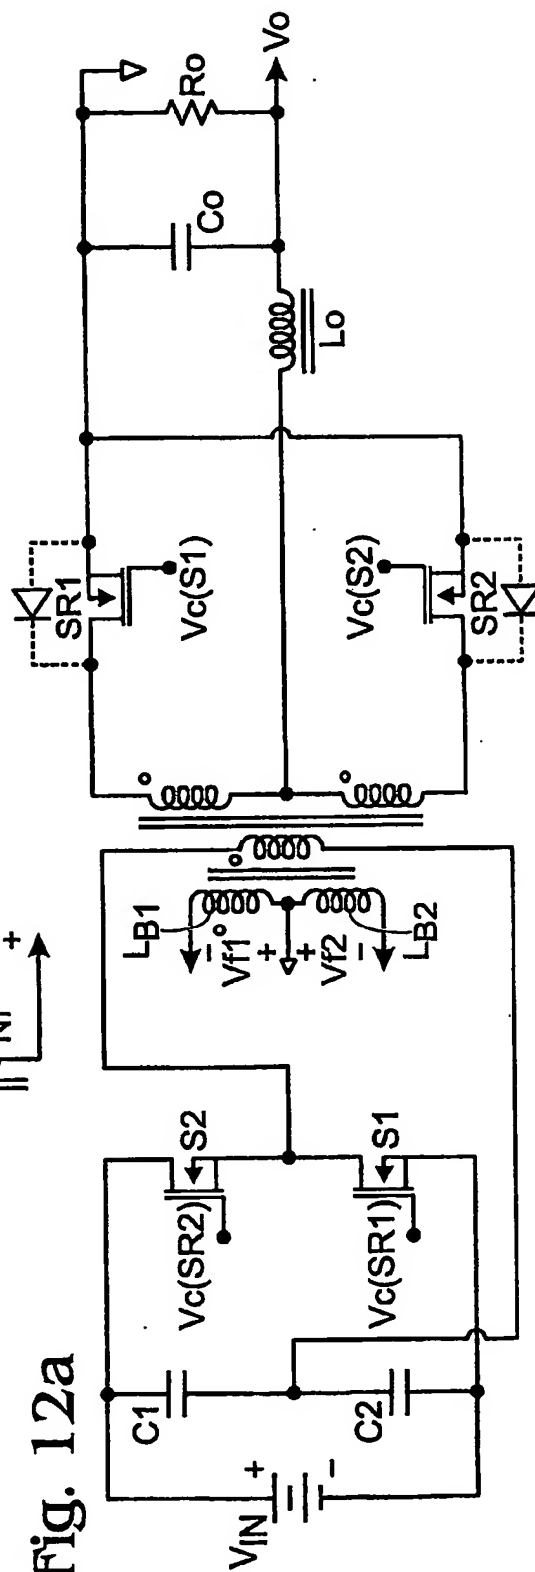 Fig. 12a
VIN
+
−
C1
C2
Vc(SR2)
S2
Vc(SR1)
S1
LB1
− Vf1 +
+ Vf2 −
LB2
SR1
Vc(S1)
Vc(S2)
SR2
Lo
Co
Ro
Vo
+